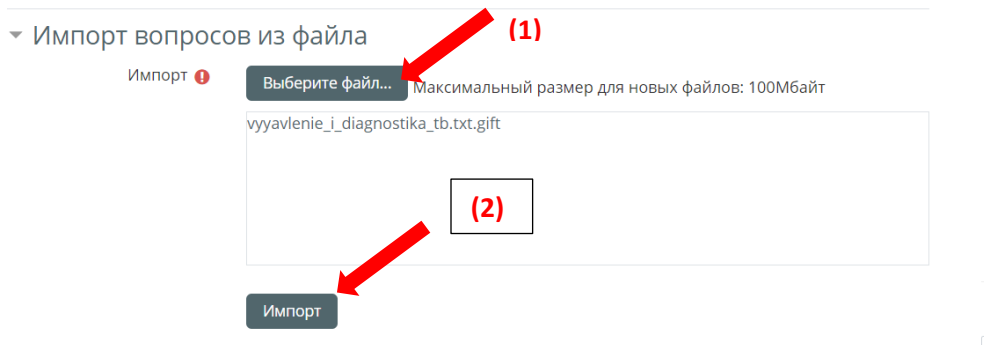 (1)
Импорт вопросов из файла
Импорт
Выберите файл... Максимальный размер для новых файлов: 100Мбайт
vyyavlenie_i_diagnostika_tb.txt.gift
(2)
Импорт